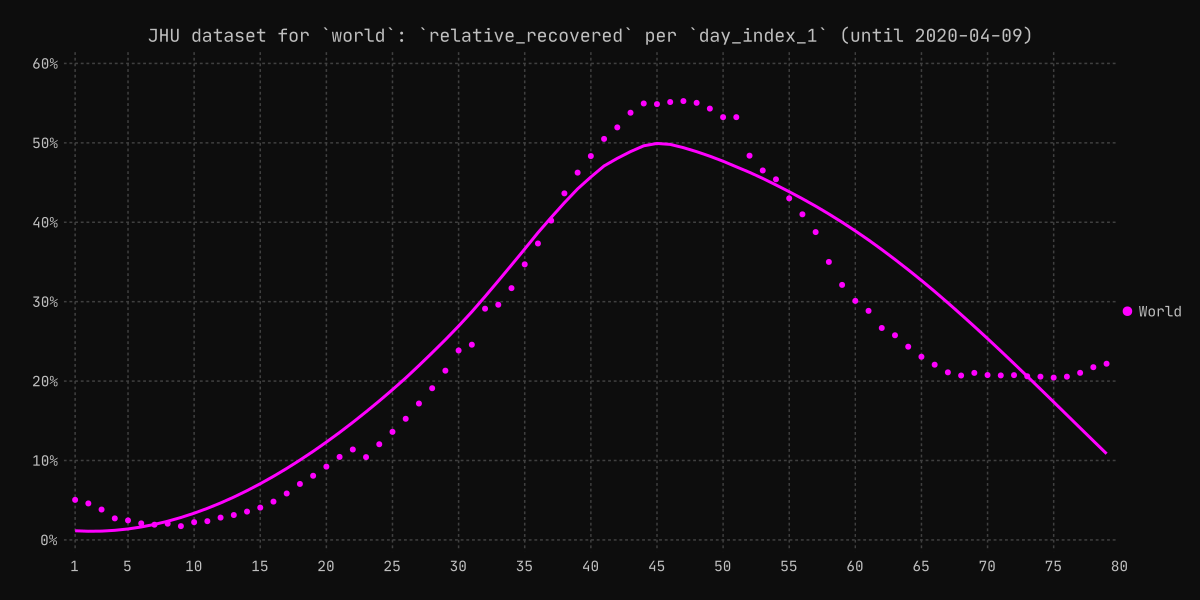 JHU dataset for `world`: `relative_recovered` per `day_index_1` (until 2020-04-09)
60%
50%
40%
30%
20%
10%
0%
1 5 10 15 20 25 30 35 40 45 50 55 60 65 70 75 80
World